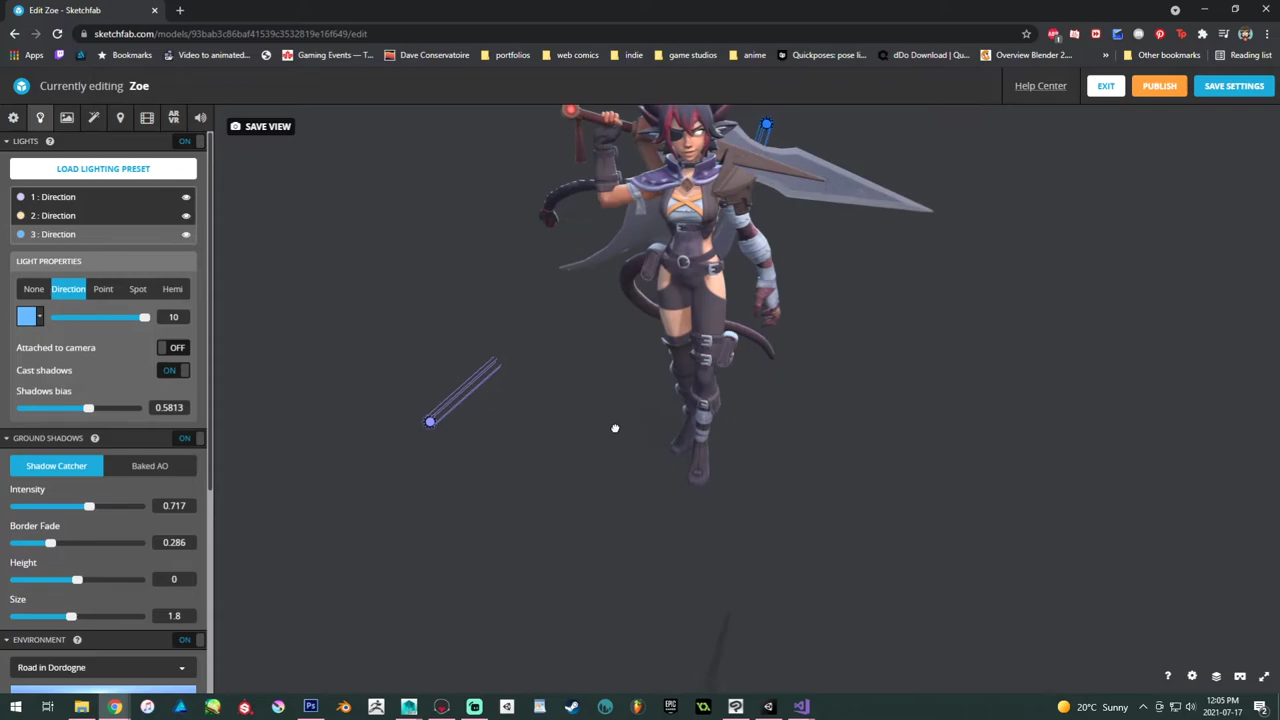 Edit Zoe - Sketchfab
sketchfab.com/models/93bab3c86baf41539c3532819e16f649/edit
Apps
Bookmarks
Video to animated...
Gaming Events — T...
Dave Conservatoire
portfolios
web comics
indie
game studios
anime
Quickposes: pose li...
dDo Download | Qu...
Overview Blender 2...
»
Other bookmarks
Reading list
Currently editing Zoe
Help Center
EXIT
PUBLISH
SAVE SETTINGS
AR
VR
LIGHTS
ON
SAVE VIEW
LOAD LIGHTING PRESET
1 : Direction
2 : Direction
3 : Direction
LIGHT PROPERTIES
None
Direction
Point
Spot
Hemi
10
Attached to camera
OFF
Cast shadows
ON
Shadows bias
0.5813
GROUND SHADOWS
ON
Shadow Catcher
Baked AO
Intensity
0.717
Border Fade
0.286
Height
0
Size
1.8
ENVIRONMENT
ON
Road in Dordogne
20°C Sunny
12:05 PM
2021-07-17